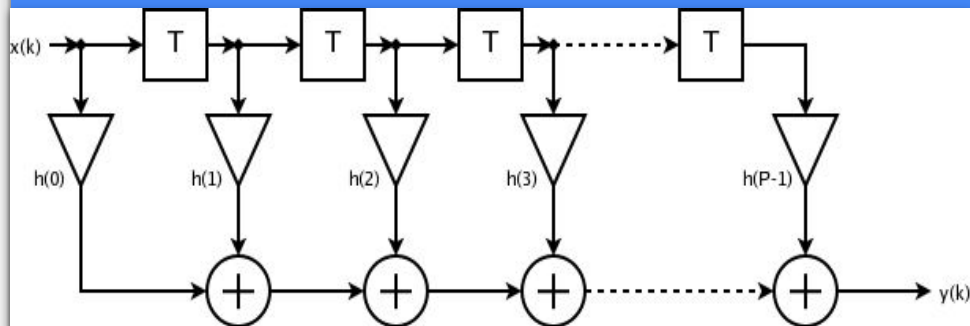 x(k) T T T T
h(0) h(1) h(2) h(3) h(P-1)
+ + + + y(k)